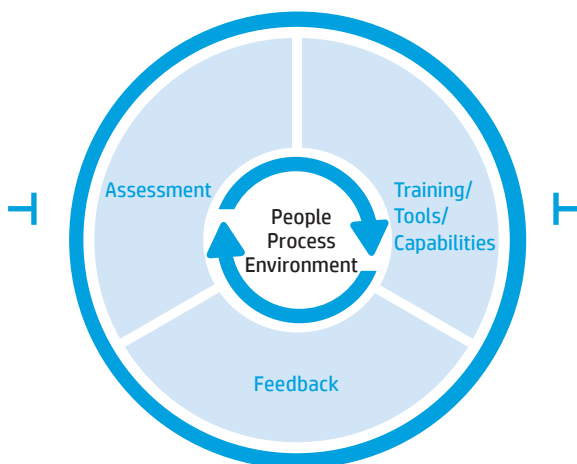 Assessment
Training/
Tools/
Capabilities
People
Process
Environment
Feedback